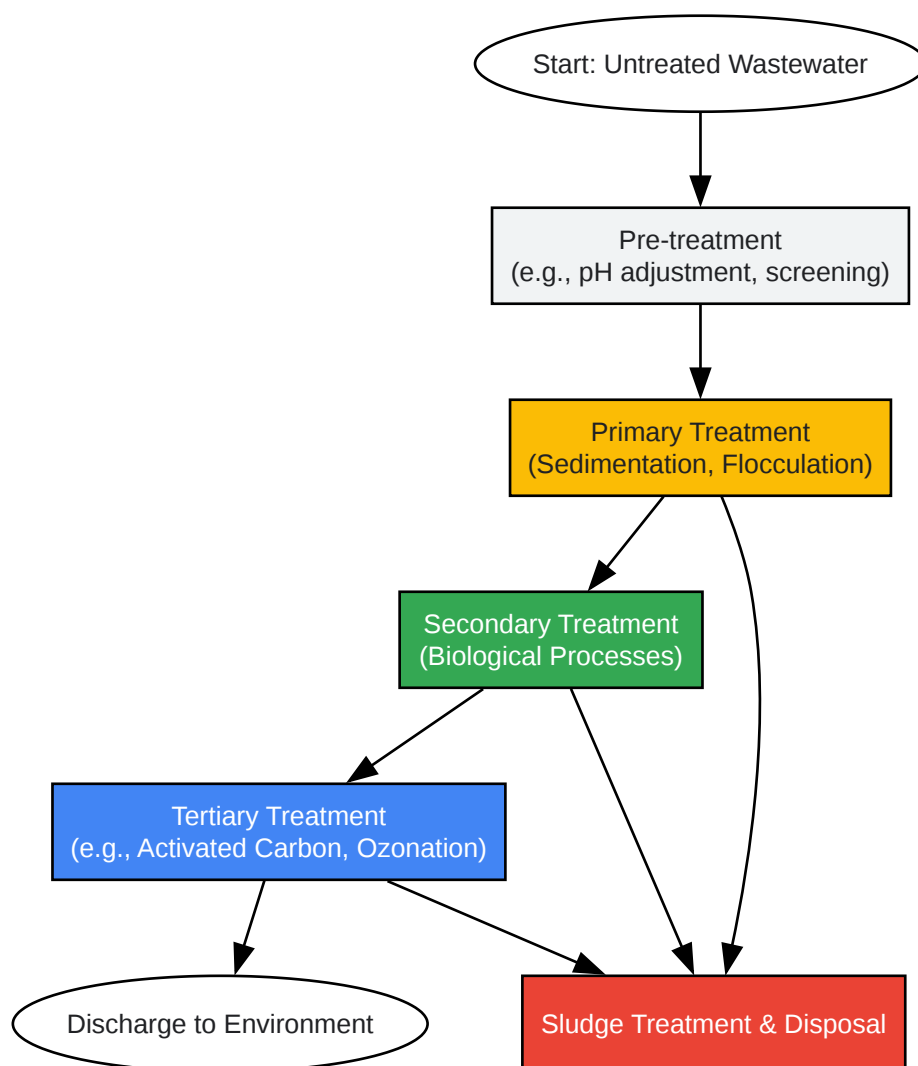 Start: Untreated Wastewater
Pre-treatment
(e.g., pH adjustment, screening)
Primary Treatment
(Sedimentation, Flocculation)
Secondary Treatment
(Biological Processes)
Tertiary Treatment
(e.g., Activated Carbon, Ozonation)
Discharge to Environment
Sludge Treatment & Disposal